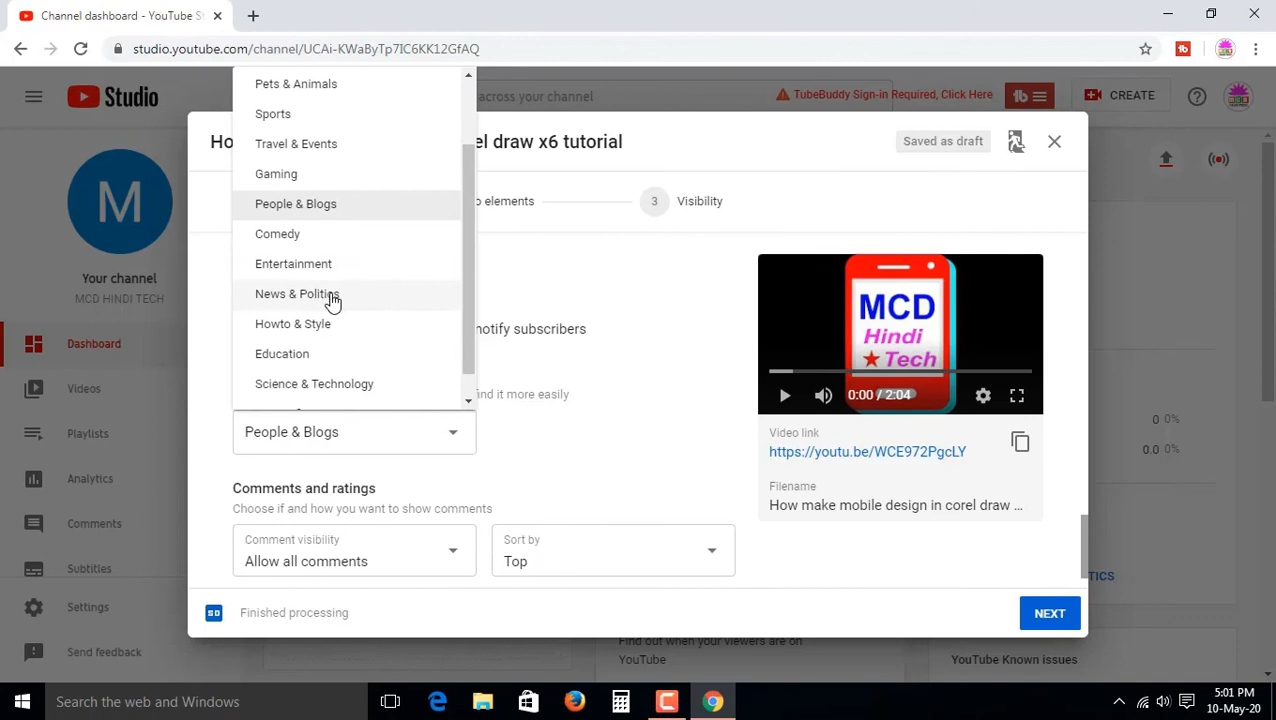 Channel dashboard - YouTube St
studio.youtube.com/channel/UCAi-KWaByTp7IC6KK12GfAQ
Studio
across your channel
TubeBuddy Sign-in Required, Click Here
CREATE
Ho
el draw x6 tutorial
Saved as draft
o elements
3
Visibility
M
Your channel
MCD HINDI TECH
Dashboard
Videos
Playlists
Analytics
Comments
Subtitles
Settings
Send feedback
Pets & Animals
Sports
Travel & Events
Gaming
People & Blogs
Comedy
Entertainment
News & Politics
Howto & Style
Education
Science & Technology
People & Blogs
notify subscribers
find it more easily
MCD
Hindi
Tech
0:00 / 2:04
Video link
https://youtu.be/WCE972PgcLY
Filename
How make mobile design in corel draw ...
Comments and ratings
Choose if and how you want to show comments
Comment visibility
Allow all comments
Sort by
Top
SD
Finished processing
NEXT
0
%
0.0
%
TICS
Find out when your viewers are on
YouTube
YouTube Known issues
Search the web and Windows
5:01 PM
10-May-20